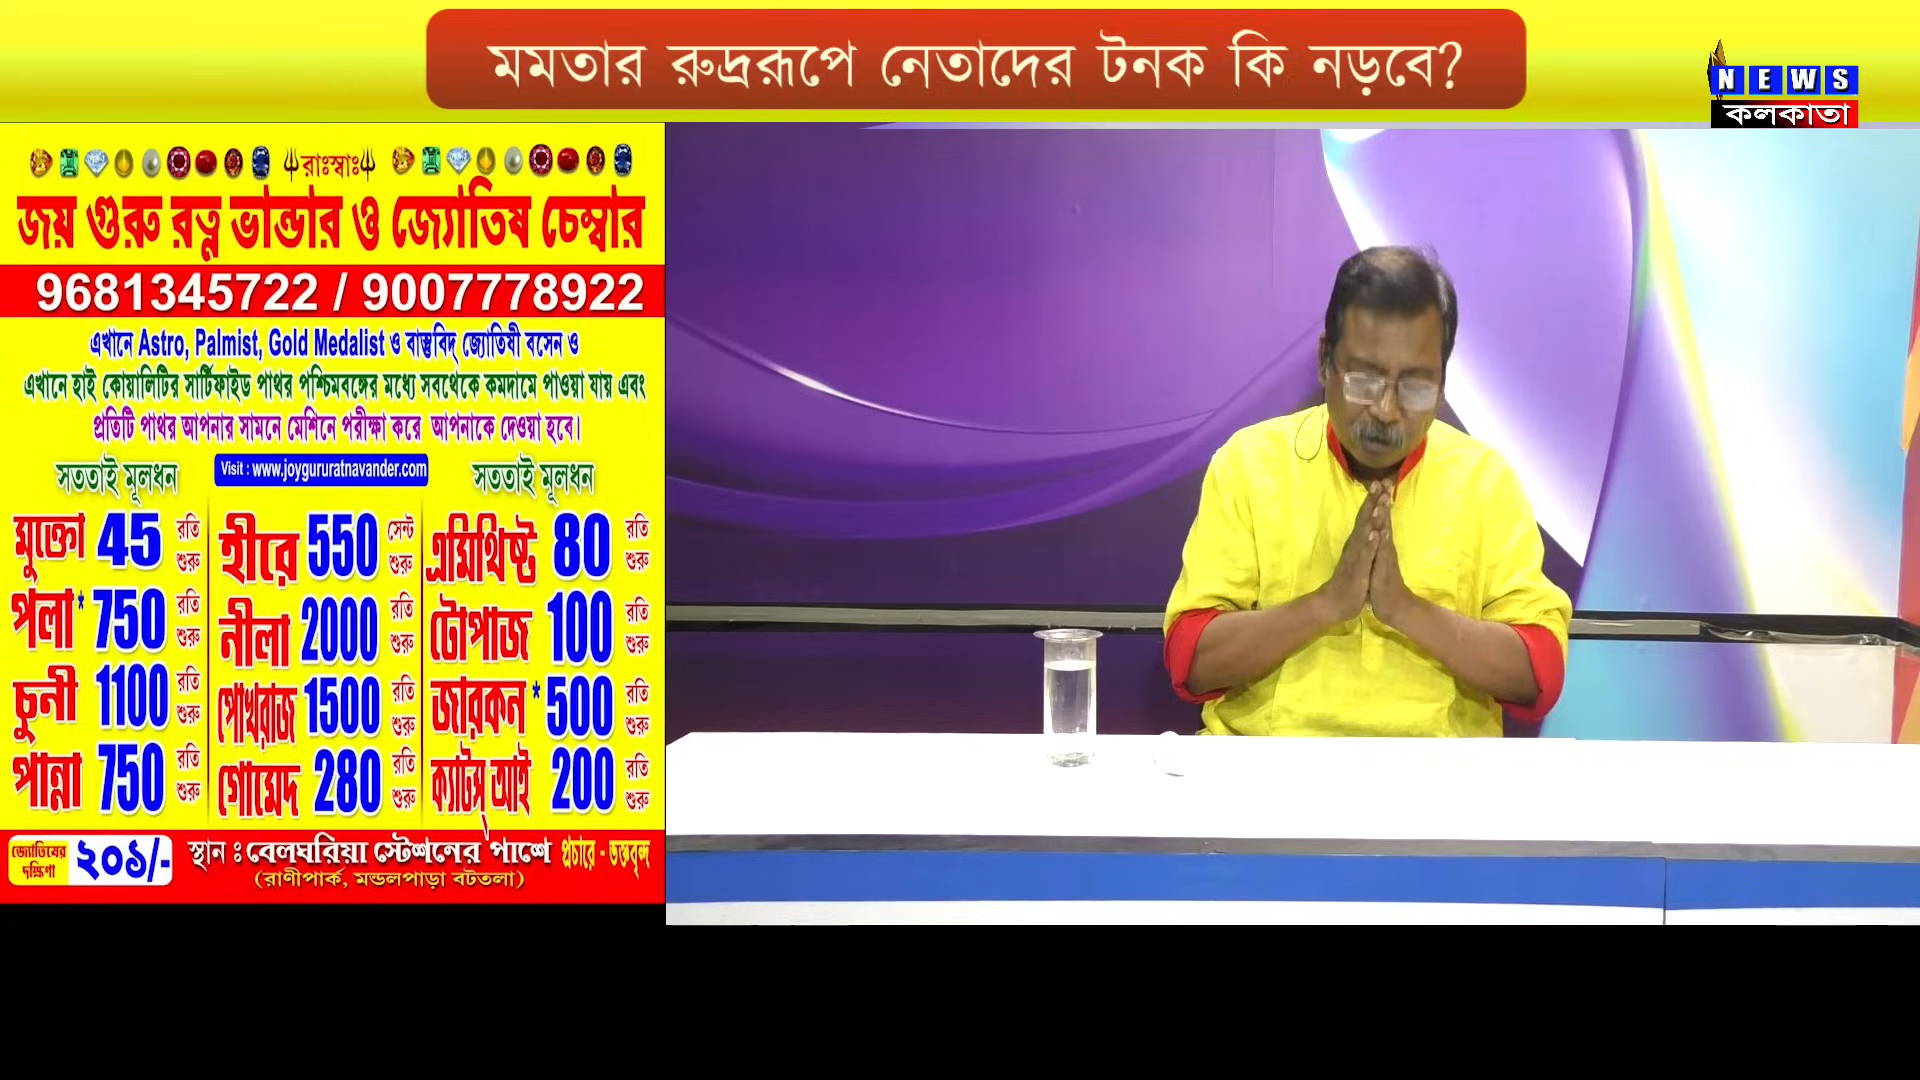 মমতার রুদ্ররূপে নেতাদের টনক কি নড়বে?
NEWS
কলকাতা
রাঃস্বাঃ
জয় গুরু রত্ন ভান্ডার ও জ্যোতিষ চেম্বার
9681345722 / 9007778922
এখানে Astro, Palmist, Gold Medalist ও বাস্তুবিদ্ জ্যোতিষী বসেন ও
এখানে হাই কোয়ালিটির সার্টিফাইড পাথর পশ্চিমবঙ্গের মধ্যে সবথেকে কমদামে পাওয়া যায় এবং
প্রতিটি পাথর আপনার সামনে মেশিনে পরীক্ষা করে আপনাকে দেওয়া হবে।
সততাই মূলধন
Visit : www.joygururatnavander.com
সততাই মূলধন
মুক্তো 45 রতি শুরু
পলা* 750 রতি শুরু
চুনী 1100 রতি শুরু
পান্না 750 রতি শুরু
হীরে 550 সেন্ট শুরু
নীলা 2000 রতি শুরু
পোখরাজ 1500 রতি শুরু
গোমেদ 280 রতি শুরু
এমিথিষ্ট 80 রতি শুরু
টোপাজ 100 রতি শুরু
জারকন* 500 রতি শুরু
ক্যাটস্ আই 200 রতি শুরু
জ্যোতিষের দক্ষিণা ২০১/-
স্থান : বেলঘরিয়া স্টেশনের পাশে প্রচারে - ভক্তবৃন্দ
(রাণীপার্ক, মন্ডলপাড়া বটতলা)